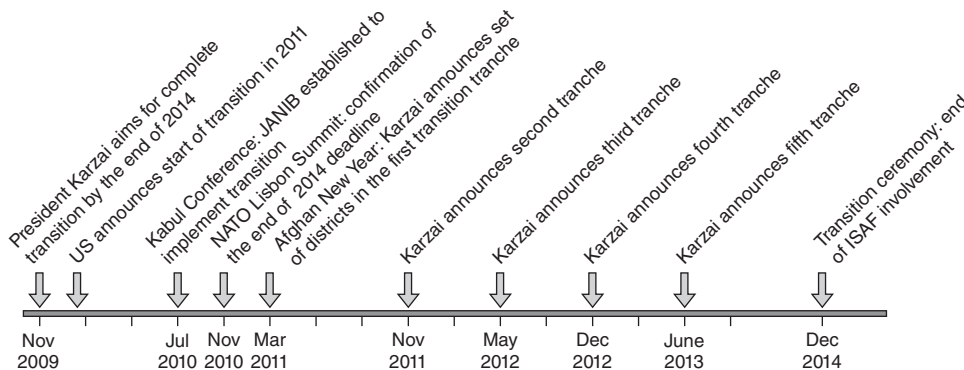 President Karzai aims for complete
transition by the end of 2014
US announces start of transition in 2011
Kabul Conference: JANIB established to
implement transition
NATO Lisbon Summit: confirmation of
the end of 2014 deadline
Afghan New Year: Karzai announces set
of districts in the first transition tranche
Karzai announces second tranche
Karzai announces third tranche
Karzai announces fourth tranche
Karzai announces fifth tranche
Transition ceremony: end
of ISAF involvement
Nov
2009
Jul
2010
Nov
2010
Mar
2011
Nov
2011
May
2012
Dec
2012
June
2013
Dec
2014